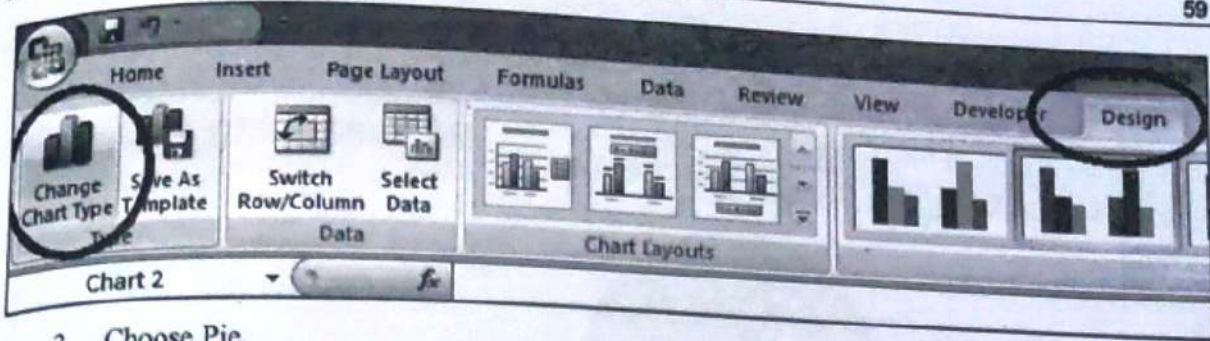 59
Home Insert Page Layout Formulas Data Review View Developer Design
Change Chart Type
Save As Template
Switch Row/Column
Select Data
Type Data Chart Layouts
Chart 2 fx
Choose Pie